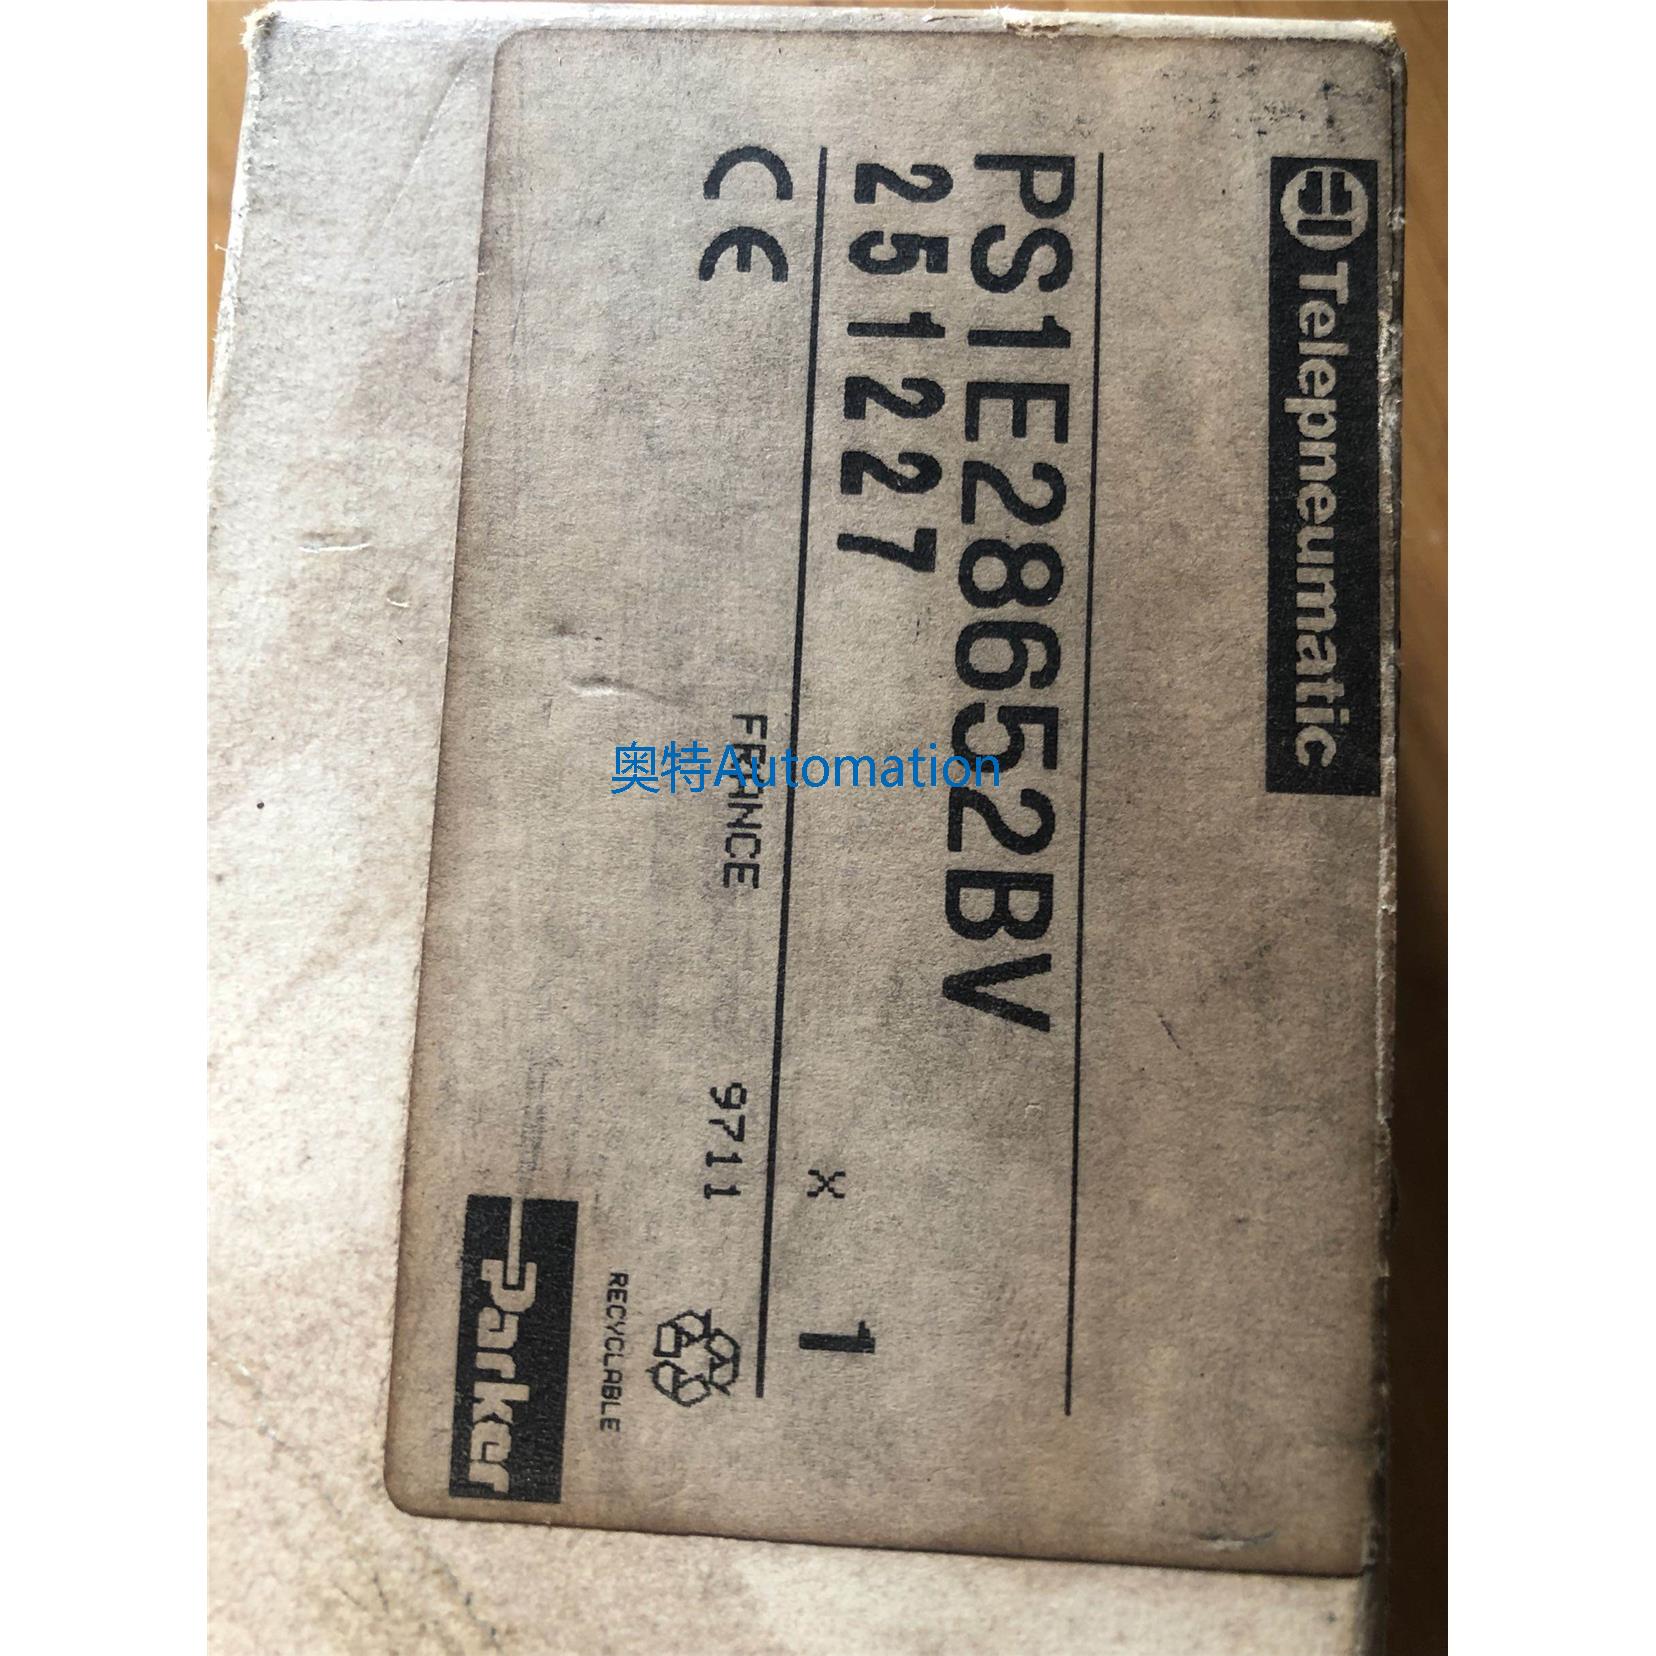 Telepneumatic
PS1E28652BV
251227
x 1
CE
FRANCE 9711
RECYCLABLE
Parker
奥特Automation